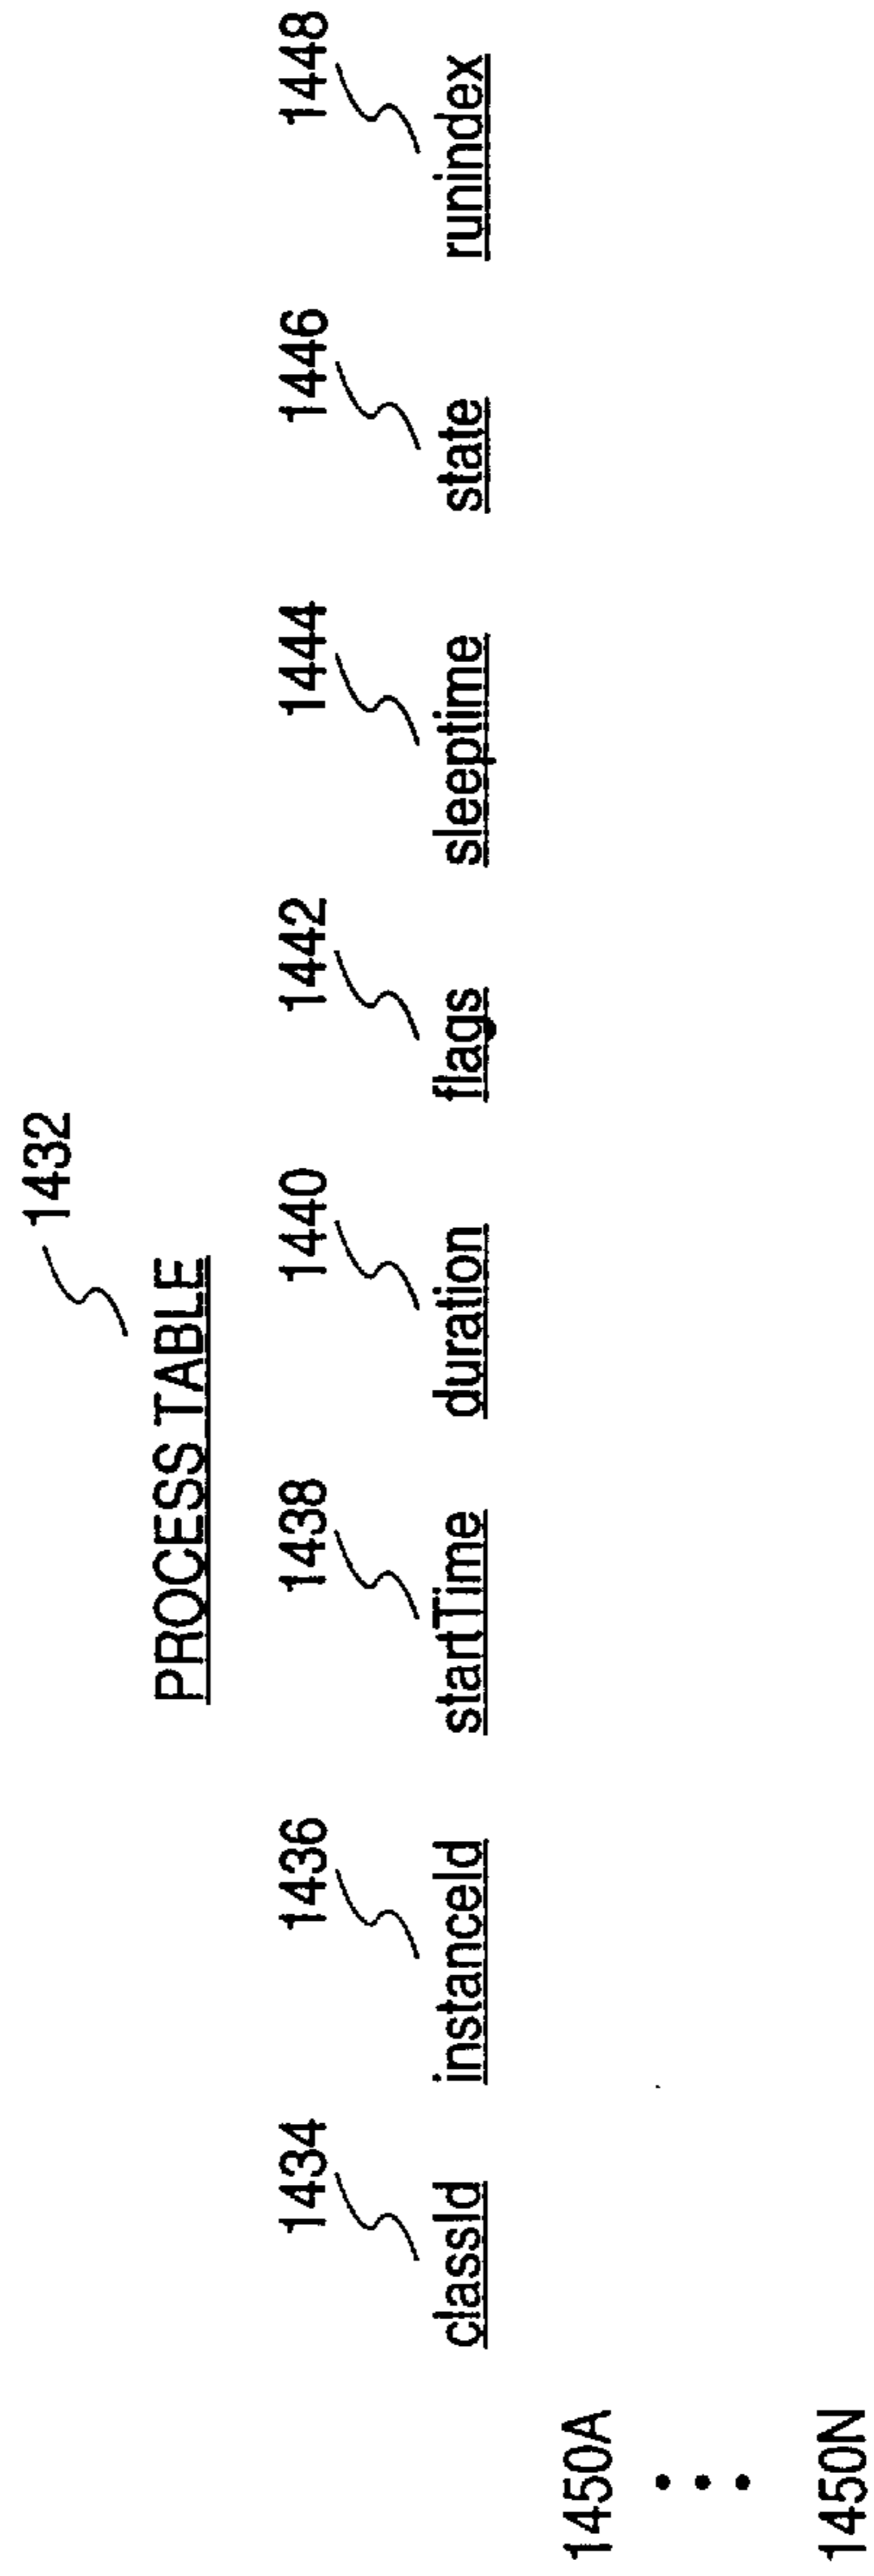 1432
PROCESS TABLE
1434 1436 1438 1440 1442 1444 1446 1448
classId instanceId startTime duration flags sleeptime state runindex
1450A
1450N